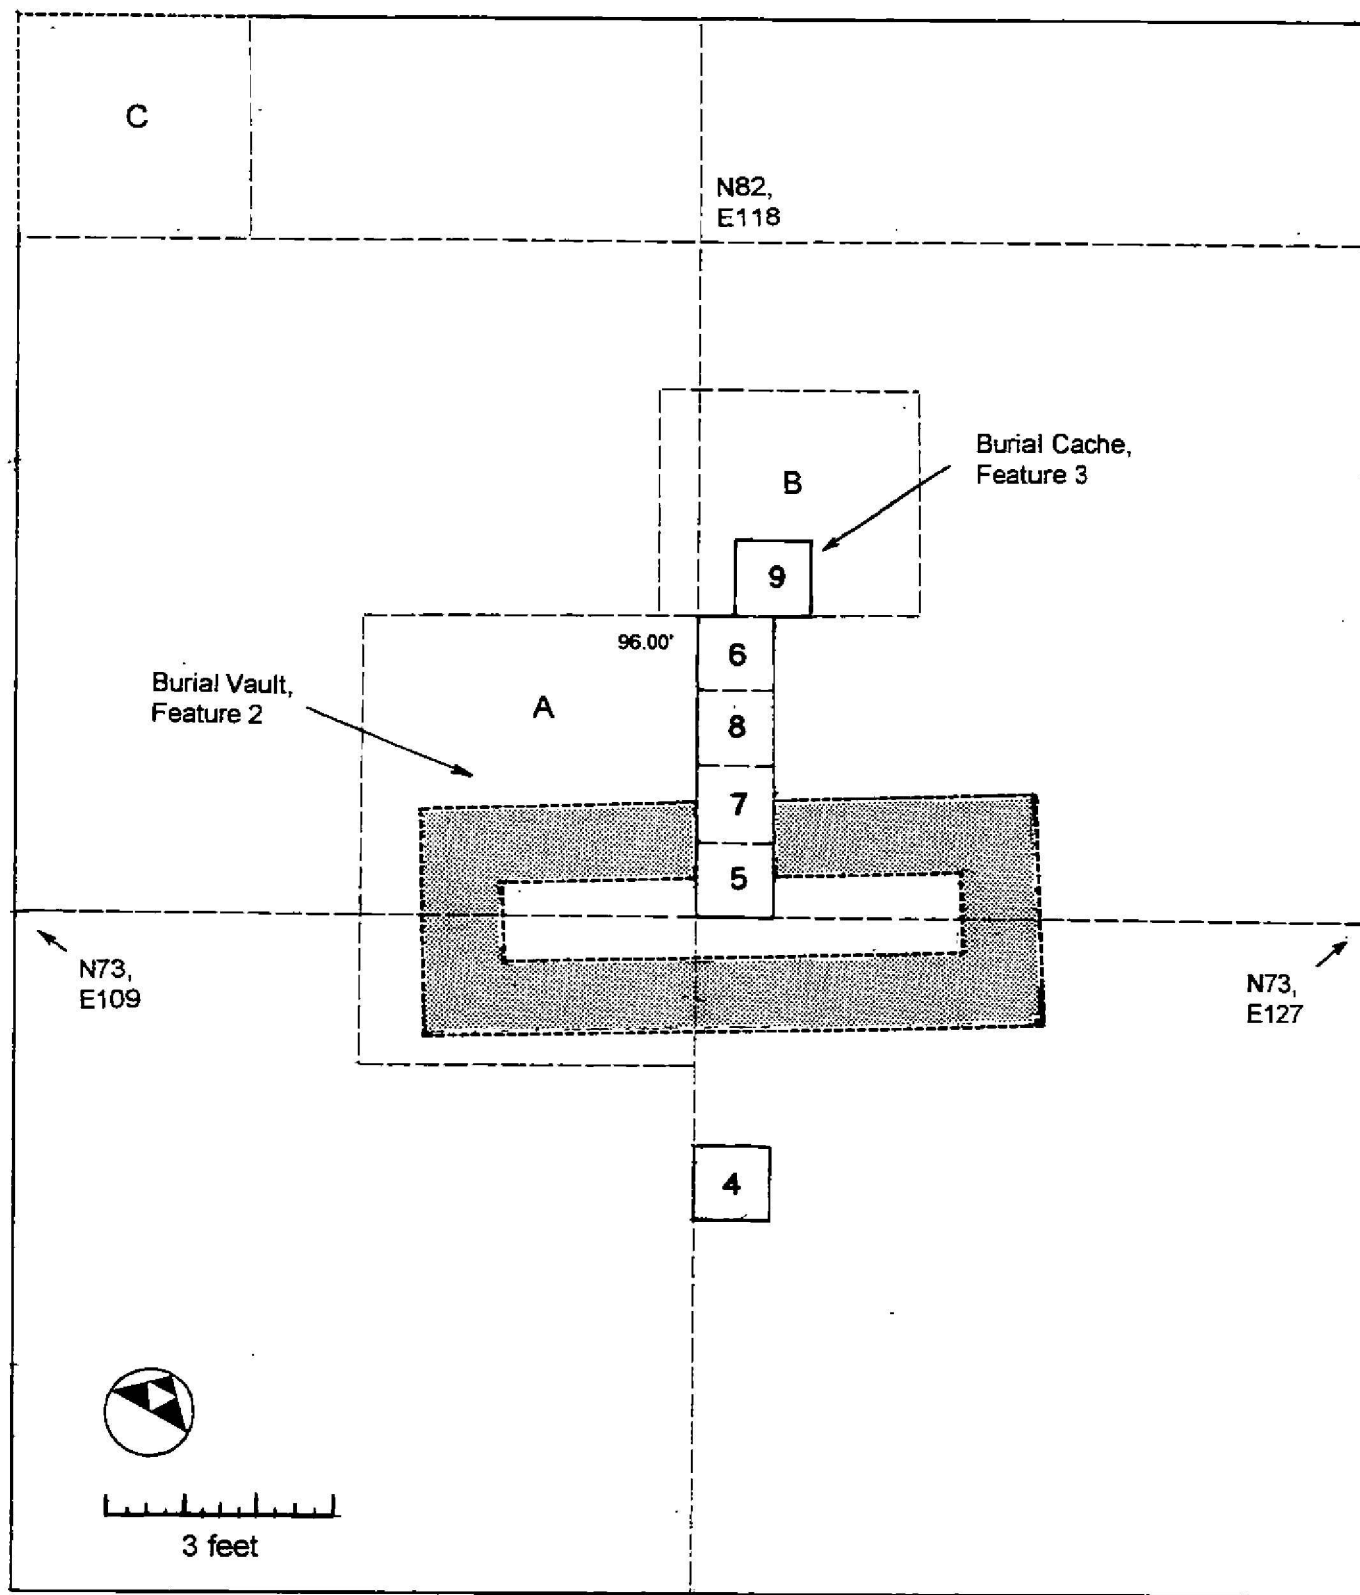 C
N82,
E118
Burial Cache,
Feature 3
B
9
96.00'
6
Burial Vault,
Feature 2
A
8
7
5
N73,
E109
N73,
E127
4
3 feet